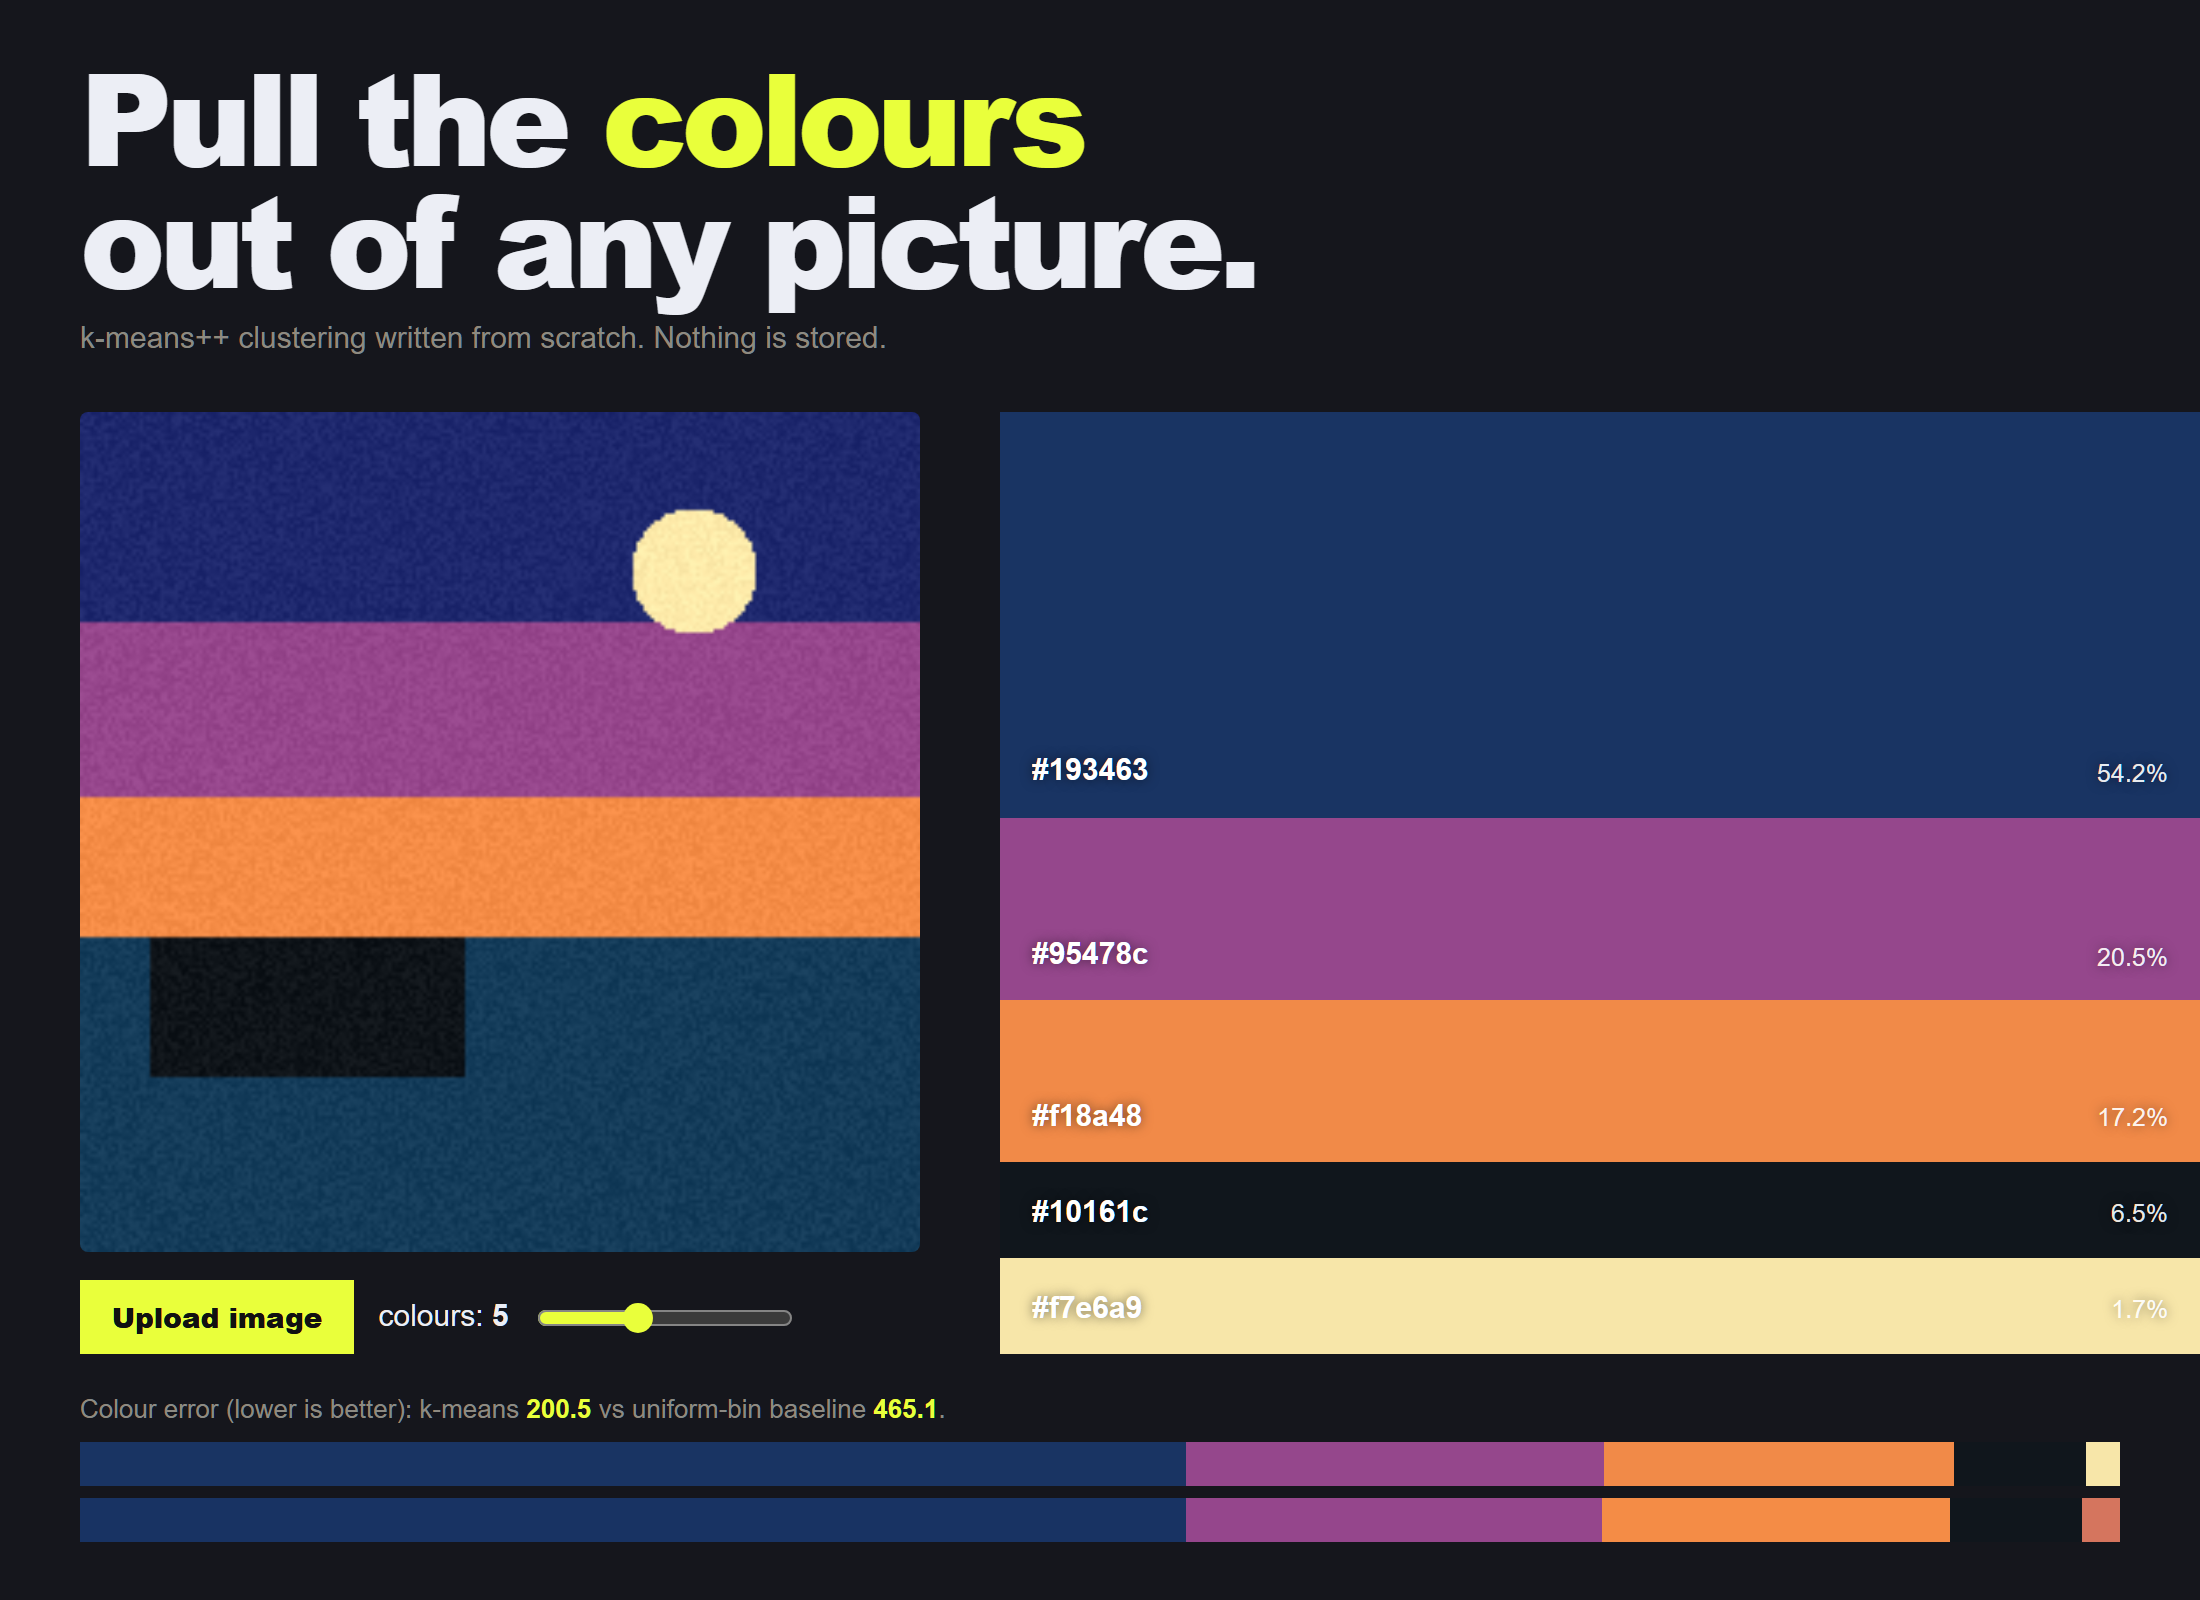 Pull the colours
out of any picture.
k-means++ clustering written from scratch. Nothing is stored.
#193463 54.2%
#95478c 20.5%
#f18a48 17.2%
#10161c 6.5%
#f7e6a9 1.7%
Upload image colours: 5
Colour error (lower is better): k-means 200.5 vs uniform-bin baseline 465.1.